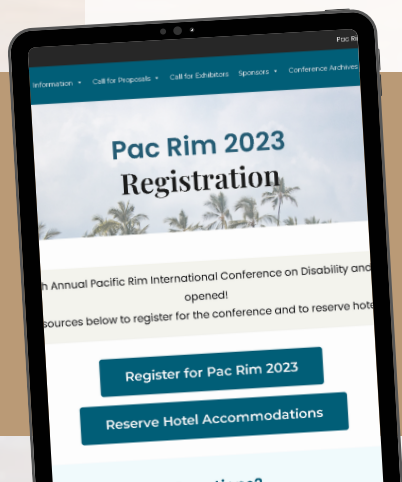 Pac Ri
Information Call for Proposals Call for Exhibitors Sponsors Conference Archives
Pac Rim 2023
Registration
h Annual Pacific Rim International Conference on Disability and
opened!
sources below to register for the conference and to reserve hote
Register for Pac Rim 2023
Reserve Hotel Accommodations